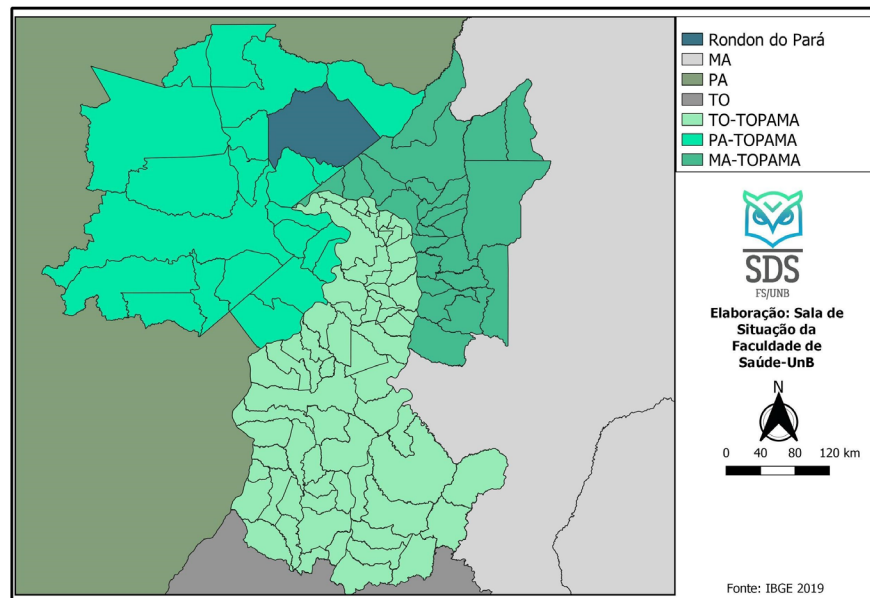 Rondon do Pará
MA
PA
TO
TO-TOPAMA
PA-TOPAMA
MA-TOPAMA
SDS
FS/UNB
Elaboração: Sala de
Situação da
Faculdade de
Saúde-UnB
N
0 40 80 120 km
Fonte: IBGE 2019